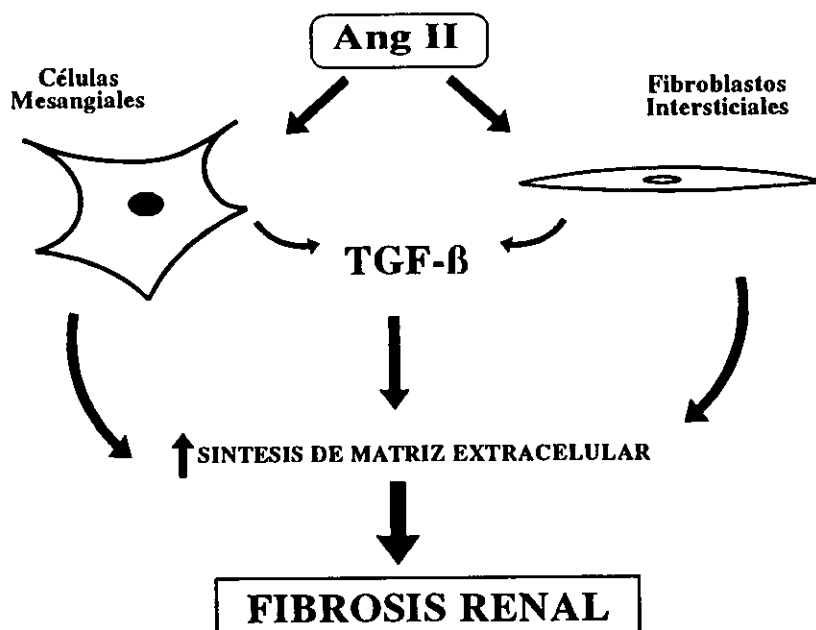 Ang II
Células
Mesangiales
Fibroblastos
Intersticiales
TGF-ß
SINTESIS DE MATRIZ EXTRACELULAR
FIBROSIS RENAL